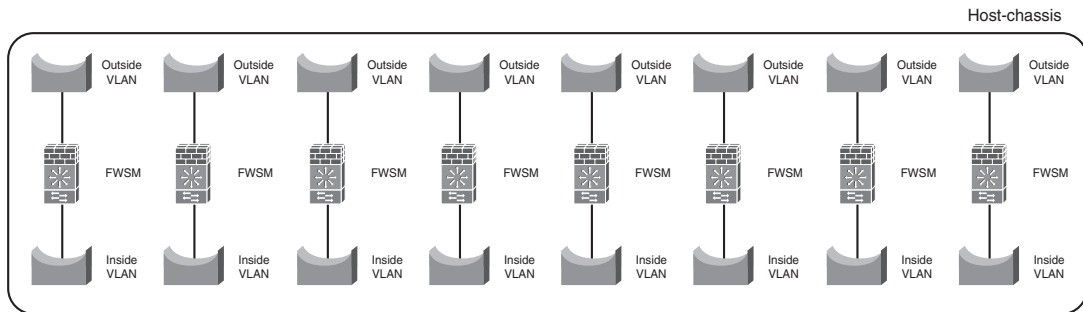 Host-chassis
Outside
VLAN
Outside
VLAN
Outside
VLAN
Outside
VLAN
Outside
VLAN
Outside
VLAN
Outside
VLAN
Outside
VLAN
FWSM
FWSM
FWSM
FWSM
FWSM
FWSM
FWSM
FWSM
Inside
VLAN
Inside
VLAN
Inside
VLAN
Inside
VLAN
Inside
VLAN
Inside
VLAN
Inside
VLAN
Inside
VLAN